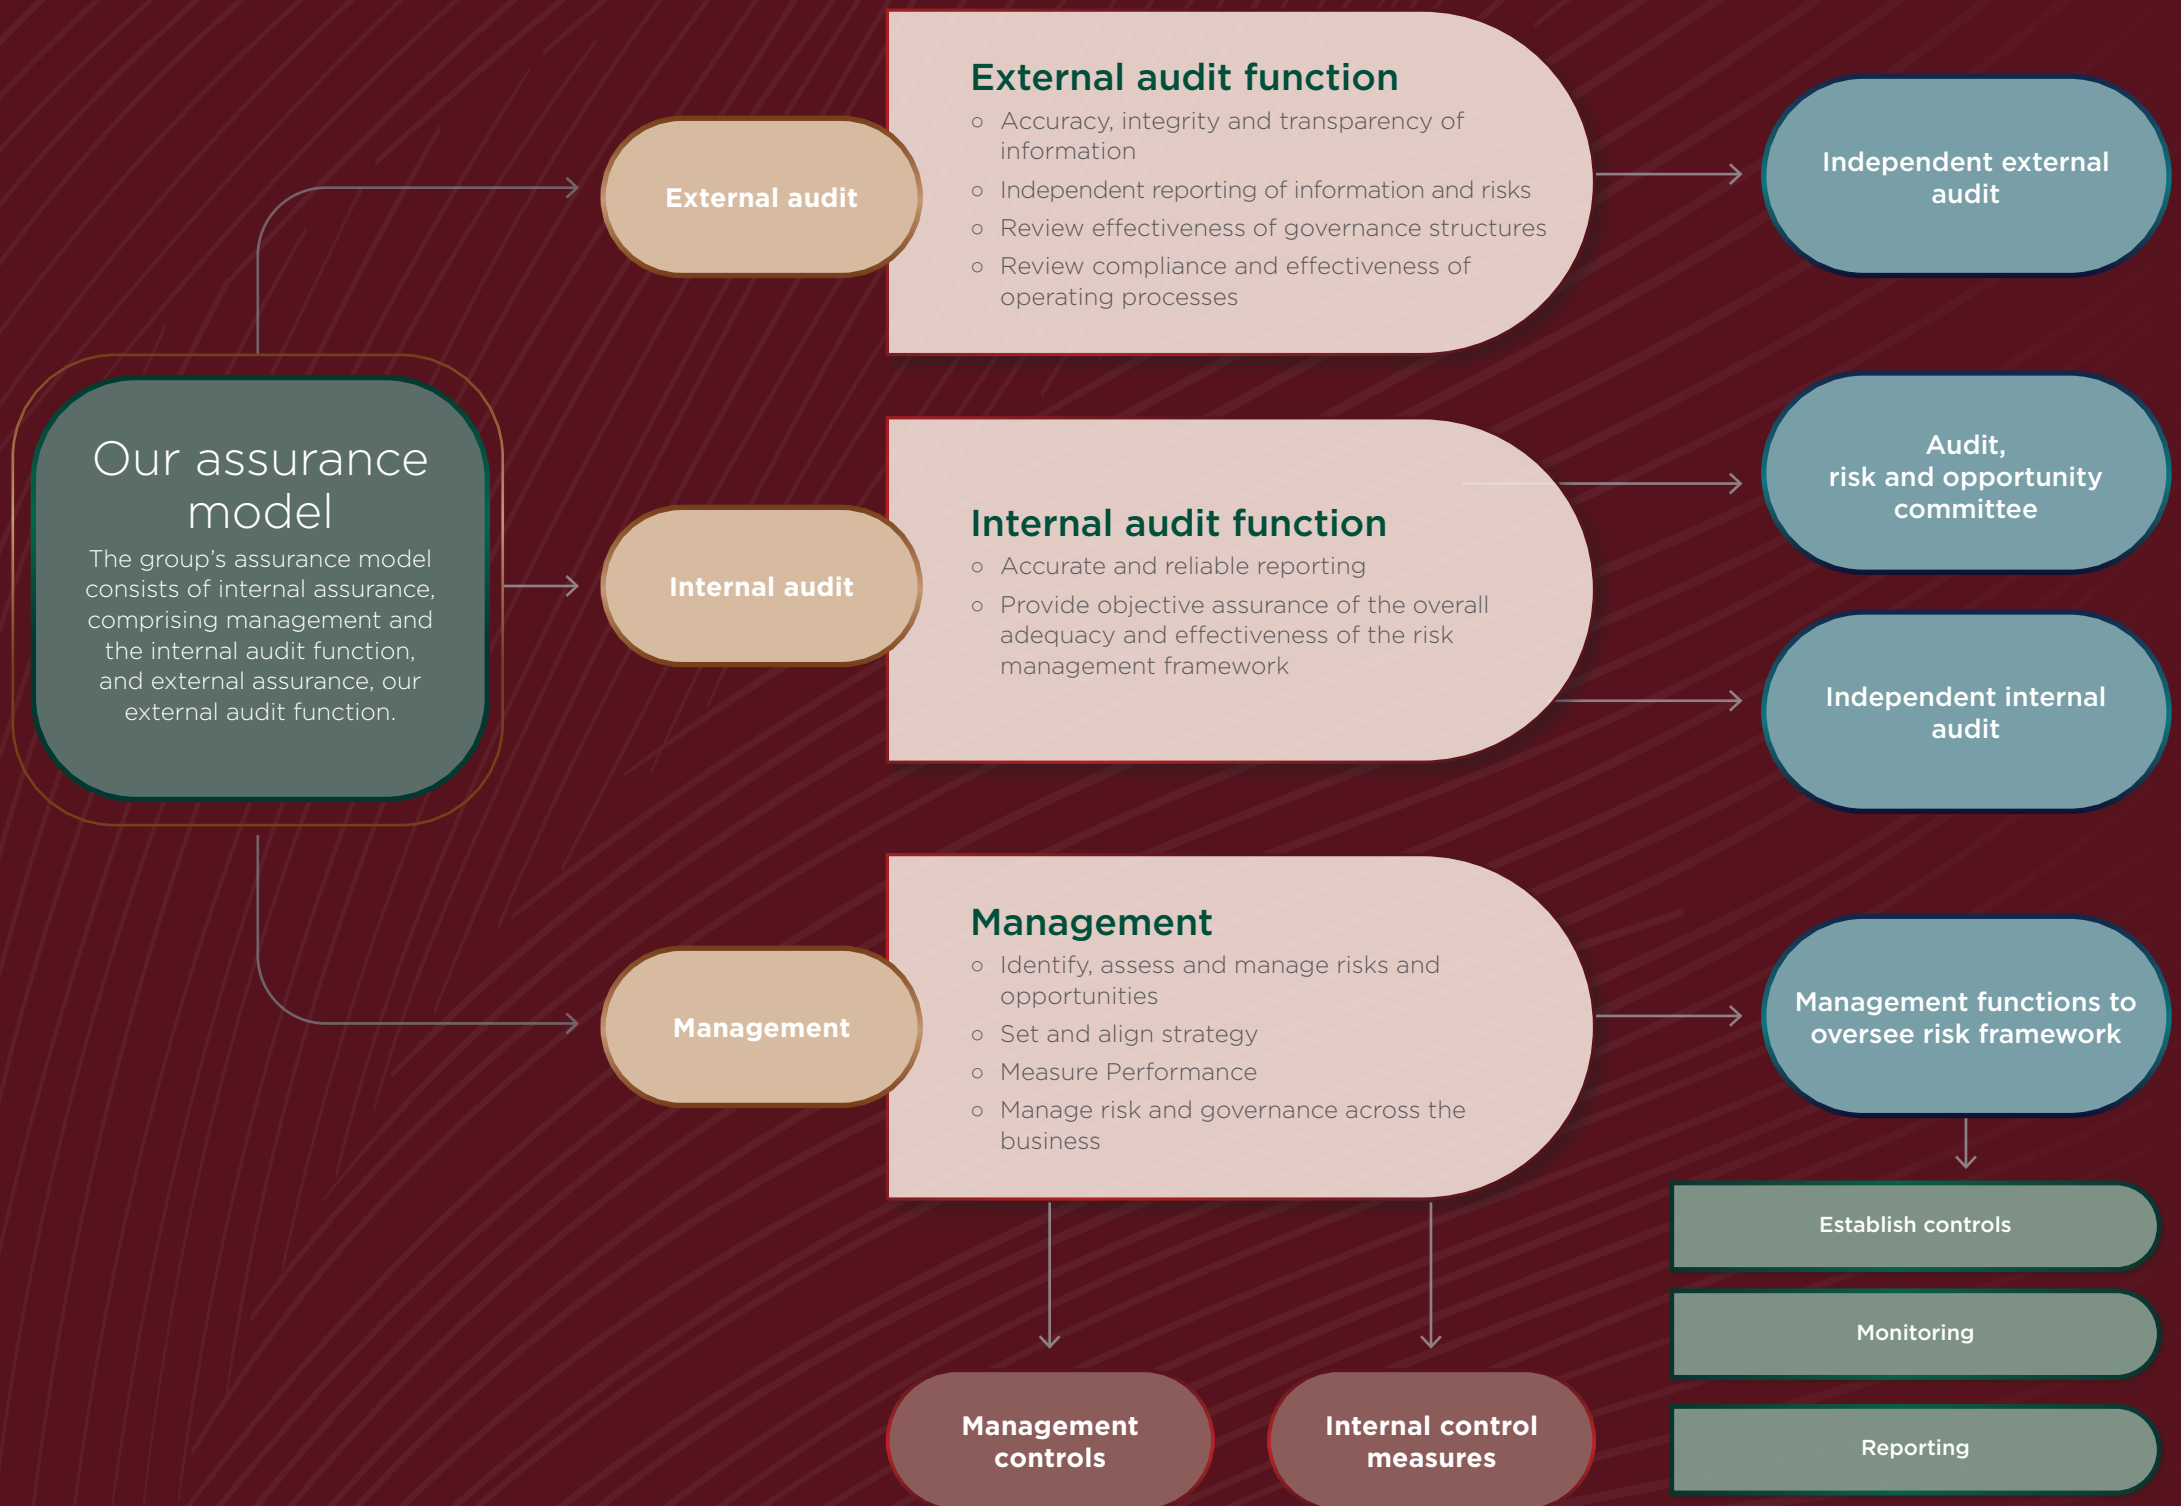 Our assurance
model
The group's assurance model
consists of internal assurance,
comprising management and
the internal audit function,
and external assurance, our
external audit function.
External audit
External audit function
○ Accuracy, integrity and transparency of
information
○ Independent reporting of information and risks
○ Review effectiveness of governance structures
○ Review compliance and effectiveness of
operating processes
Independent external
audit
Internal audit
Internal audit function
○ Accurate and reliable reporting
○ Provide objective assurance of the overall
adequacy and effectiveness of the risk
management framework
Audit,
risk and opportunity
committee
Independent internal
audit
Management
Management
○ Identify, assess and manage risks and
opportunities
○ Set and align strategy
○ Measure Performance
○ Manage risk and governance across the
business
Management functions to
oversee risk framework
Establish controls
Monitoring
Reporting
Management
controls
Internal control
measures